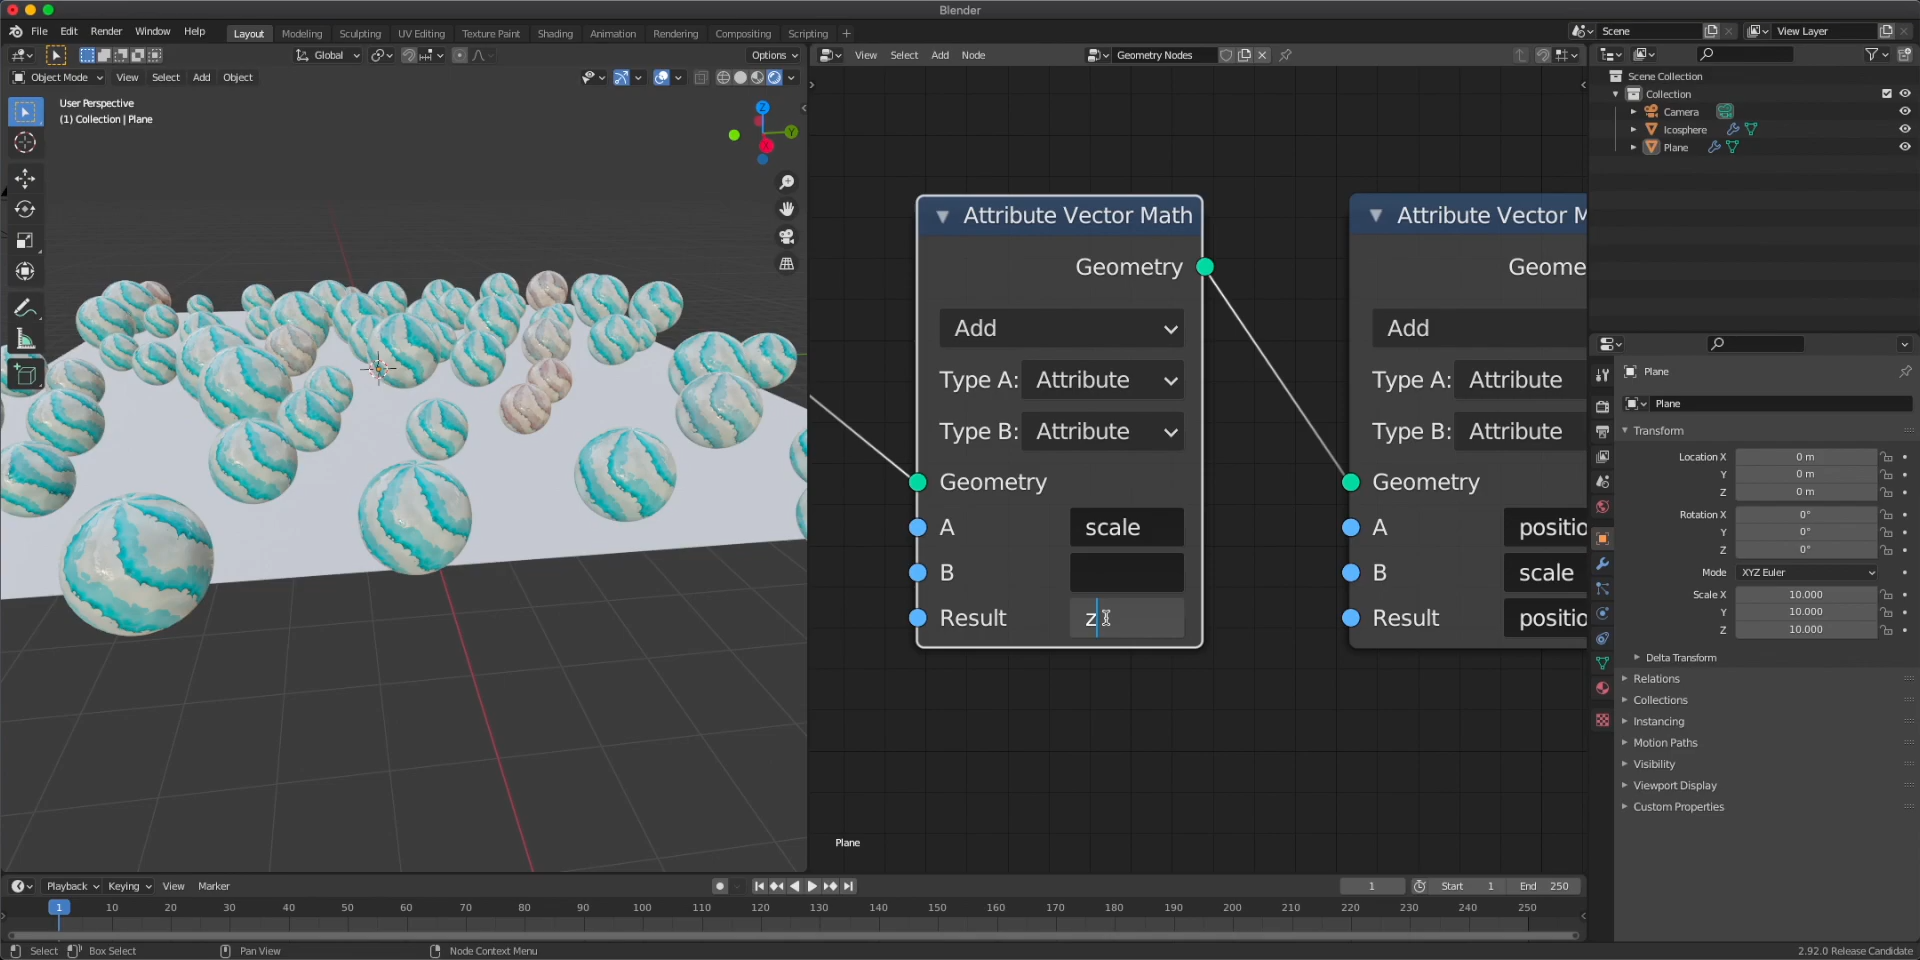 Blender
File Edit Render Window Help
Layout Modeling Sculpting UV Editing Texture Paint Shading Animation Rendering Compositing Scripting +
Scene
View Layer
Global
Options
View Select Add Node
Geometry Nodes
Object Mode View Select Add Object
User Perspective
(1) Collection | Plane
Z
Y
X
Scene Collection
Collection
Camera
Icosphere
Plane
Attribute Vector Math
Geometry
Add
Type A: Attribute
Type B: Attribute
Geometry
A scale
B
Result z
Attribute Vector M
Geome
Add
Type A: Attribute
Type B: Attribute
Geometry
A positio
B scale
Result positio
Plane
Plane
Plane
Transform
Location X 0 m
Y 0 m
Z 0 m
Rotation X 0°
Y 0°
Z 0°
Mode XYZ Euler
Scale X 10.000
Y 10.000
Z 10.000
Delta Transform
Relations
Collections
Instancing
Motion Paths
Visibility
Viewport Display
Custom Properties
Playback Keying View Marker
1 Start 1 End 250
1 10 20 30 40 50 60 70 80 90 100 110 120 130 140 150 160 170 180 190 200 210 220 230 240 250
Select Box Select Pan View Node Context Menu
2.92.0 Release Candidate